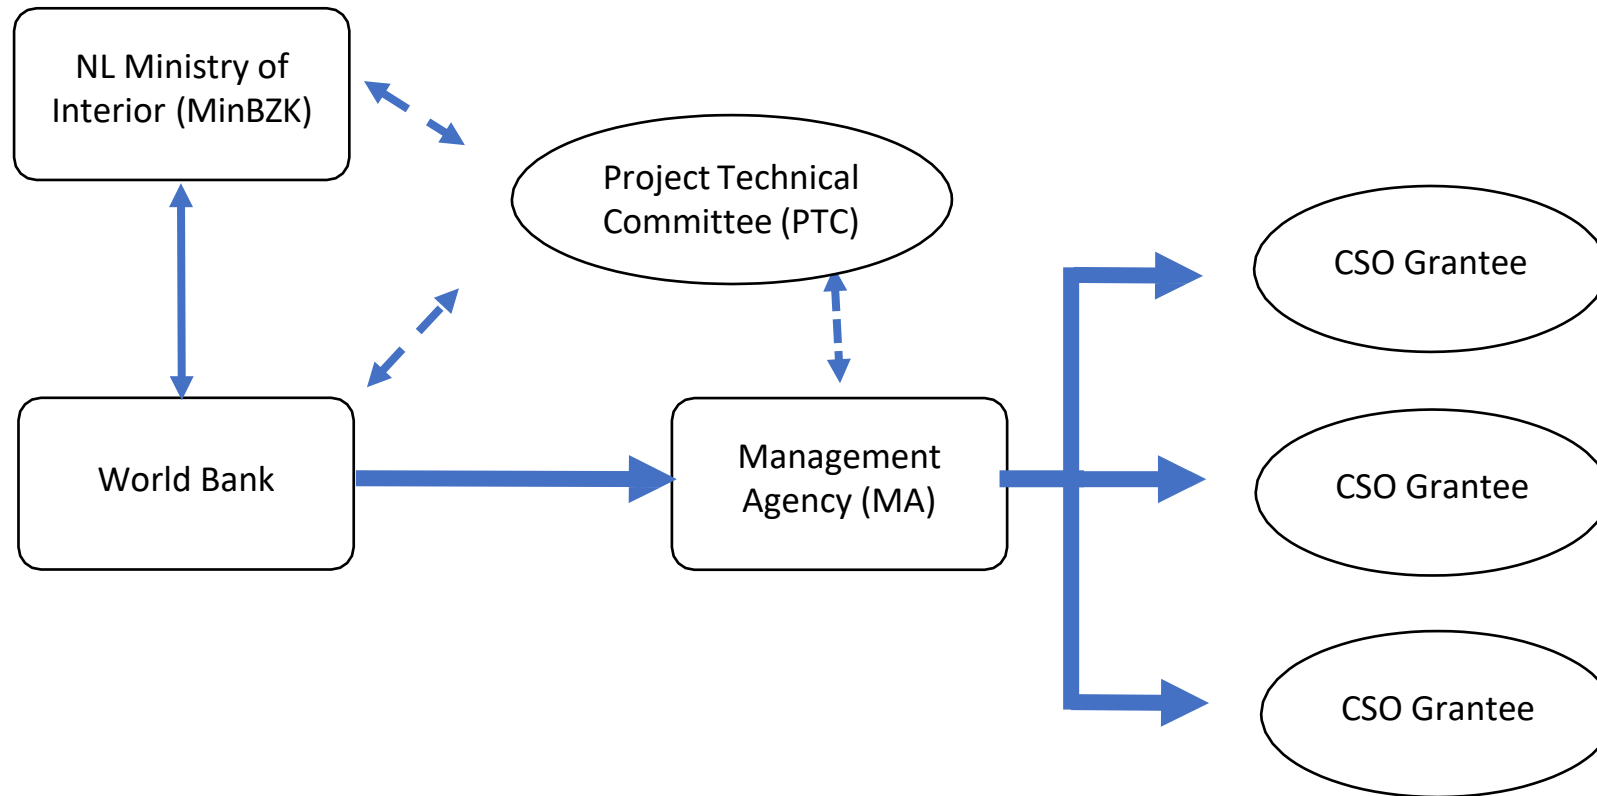 NL Ministry of
Interior (MinBZK)
Project Technical
Committee (PTC)
CSO Grantee
World Bank
Management
Agency (MA)
CSO Grantee
CSO Grantee